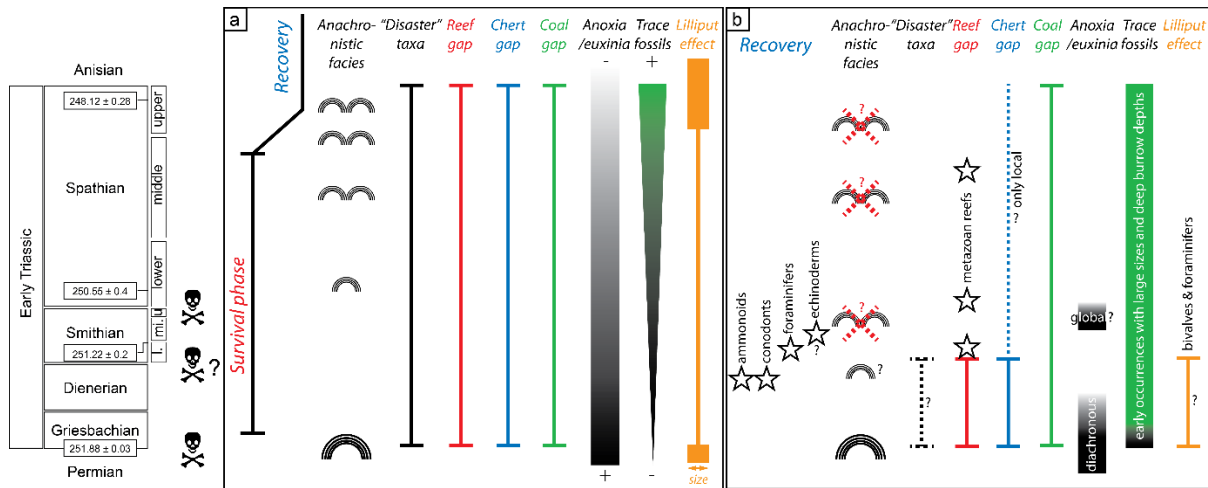 Anisian
Early Triassic
248.12 ± 0.28
Spathian
250.55 ± 0.4
Smithian
251.22 ± 0.2
Dienerian
Griesbachian
251.88 ± 0.03
Permian
upper
middle
lower
u
mi.
l.
?
a
Recovery
Survival phase
Anachro-
nistic
facies
“Disaster”
taxa
Reef
gap
Chert
gap
Coal
gap
Anoxia
/euxinia
Trace
fossils
Lilliput
effect
-
+
+
-
size
b
Recovery
Anachro-
nistic
facies
“Disaster”
taxa
Reef
gap
Chert
gap
Coal
gap
Anoxia
/euxinia
Trace
fossils
Lilliput
effect
ammonoids
conodonts
foraminifers
echinoderms
?
?
?
?
?
?
metazoan reefs
only local
?
global
?
diachronous
early occurrences with large sizes and deep burrow depths
bivalves & foraminifers
?